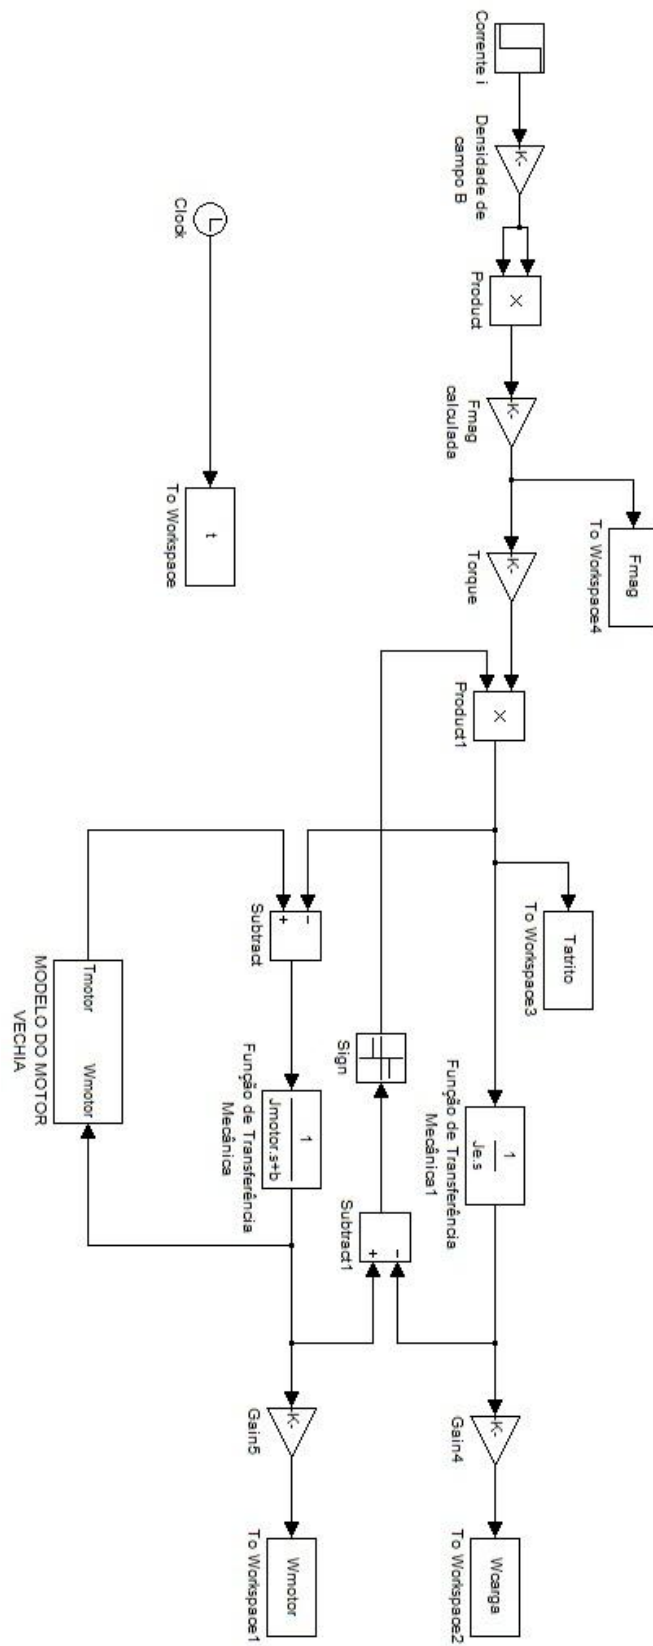 Fmag
To Workspace4
Tatrito
To Workspace3
Corrente i
-K-
Densidade de
campo B
×
Product
-K-
Fmag
calculada
-K-
Torque
×
Product1
1
Je.s
Função de Transferência
Mecânica1
-K-
Gain4
Wcarga
To Workspace2
Sign
−
+
Subtract1
−
+
Subtract
1
Jmotor.s+b
Função de Transferência
Mecânica
-K-
Gain5
Wmotor
To Workspace1
Clock
t
To Workspace
Tmotor
Wmotor
MODELO DO MOTOR
VECHIA